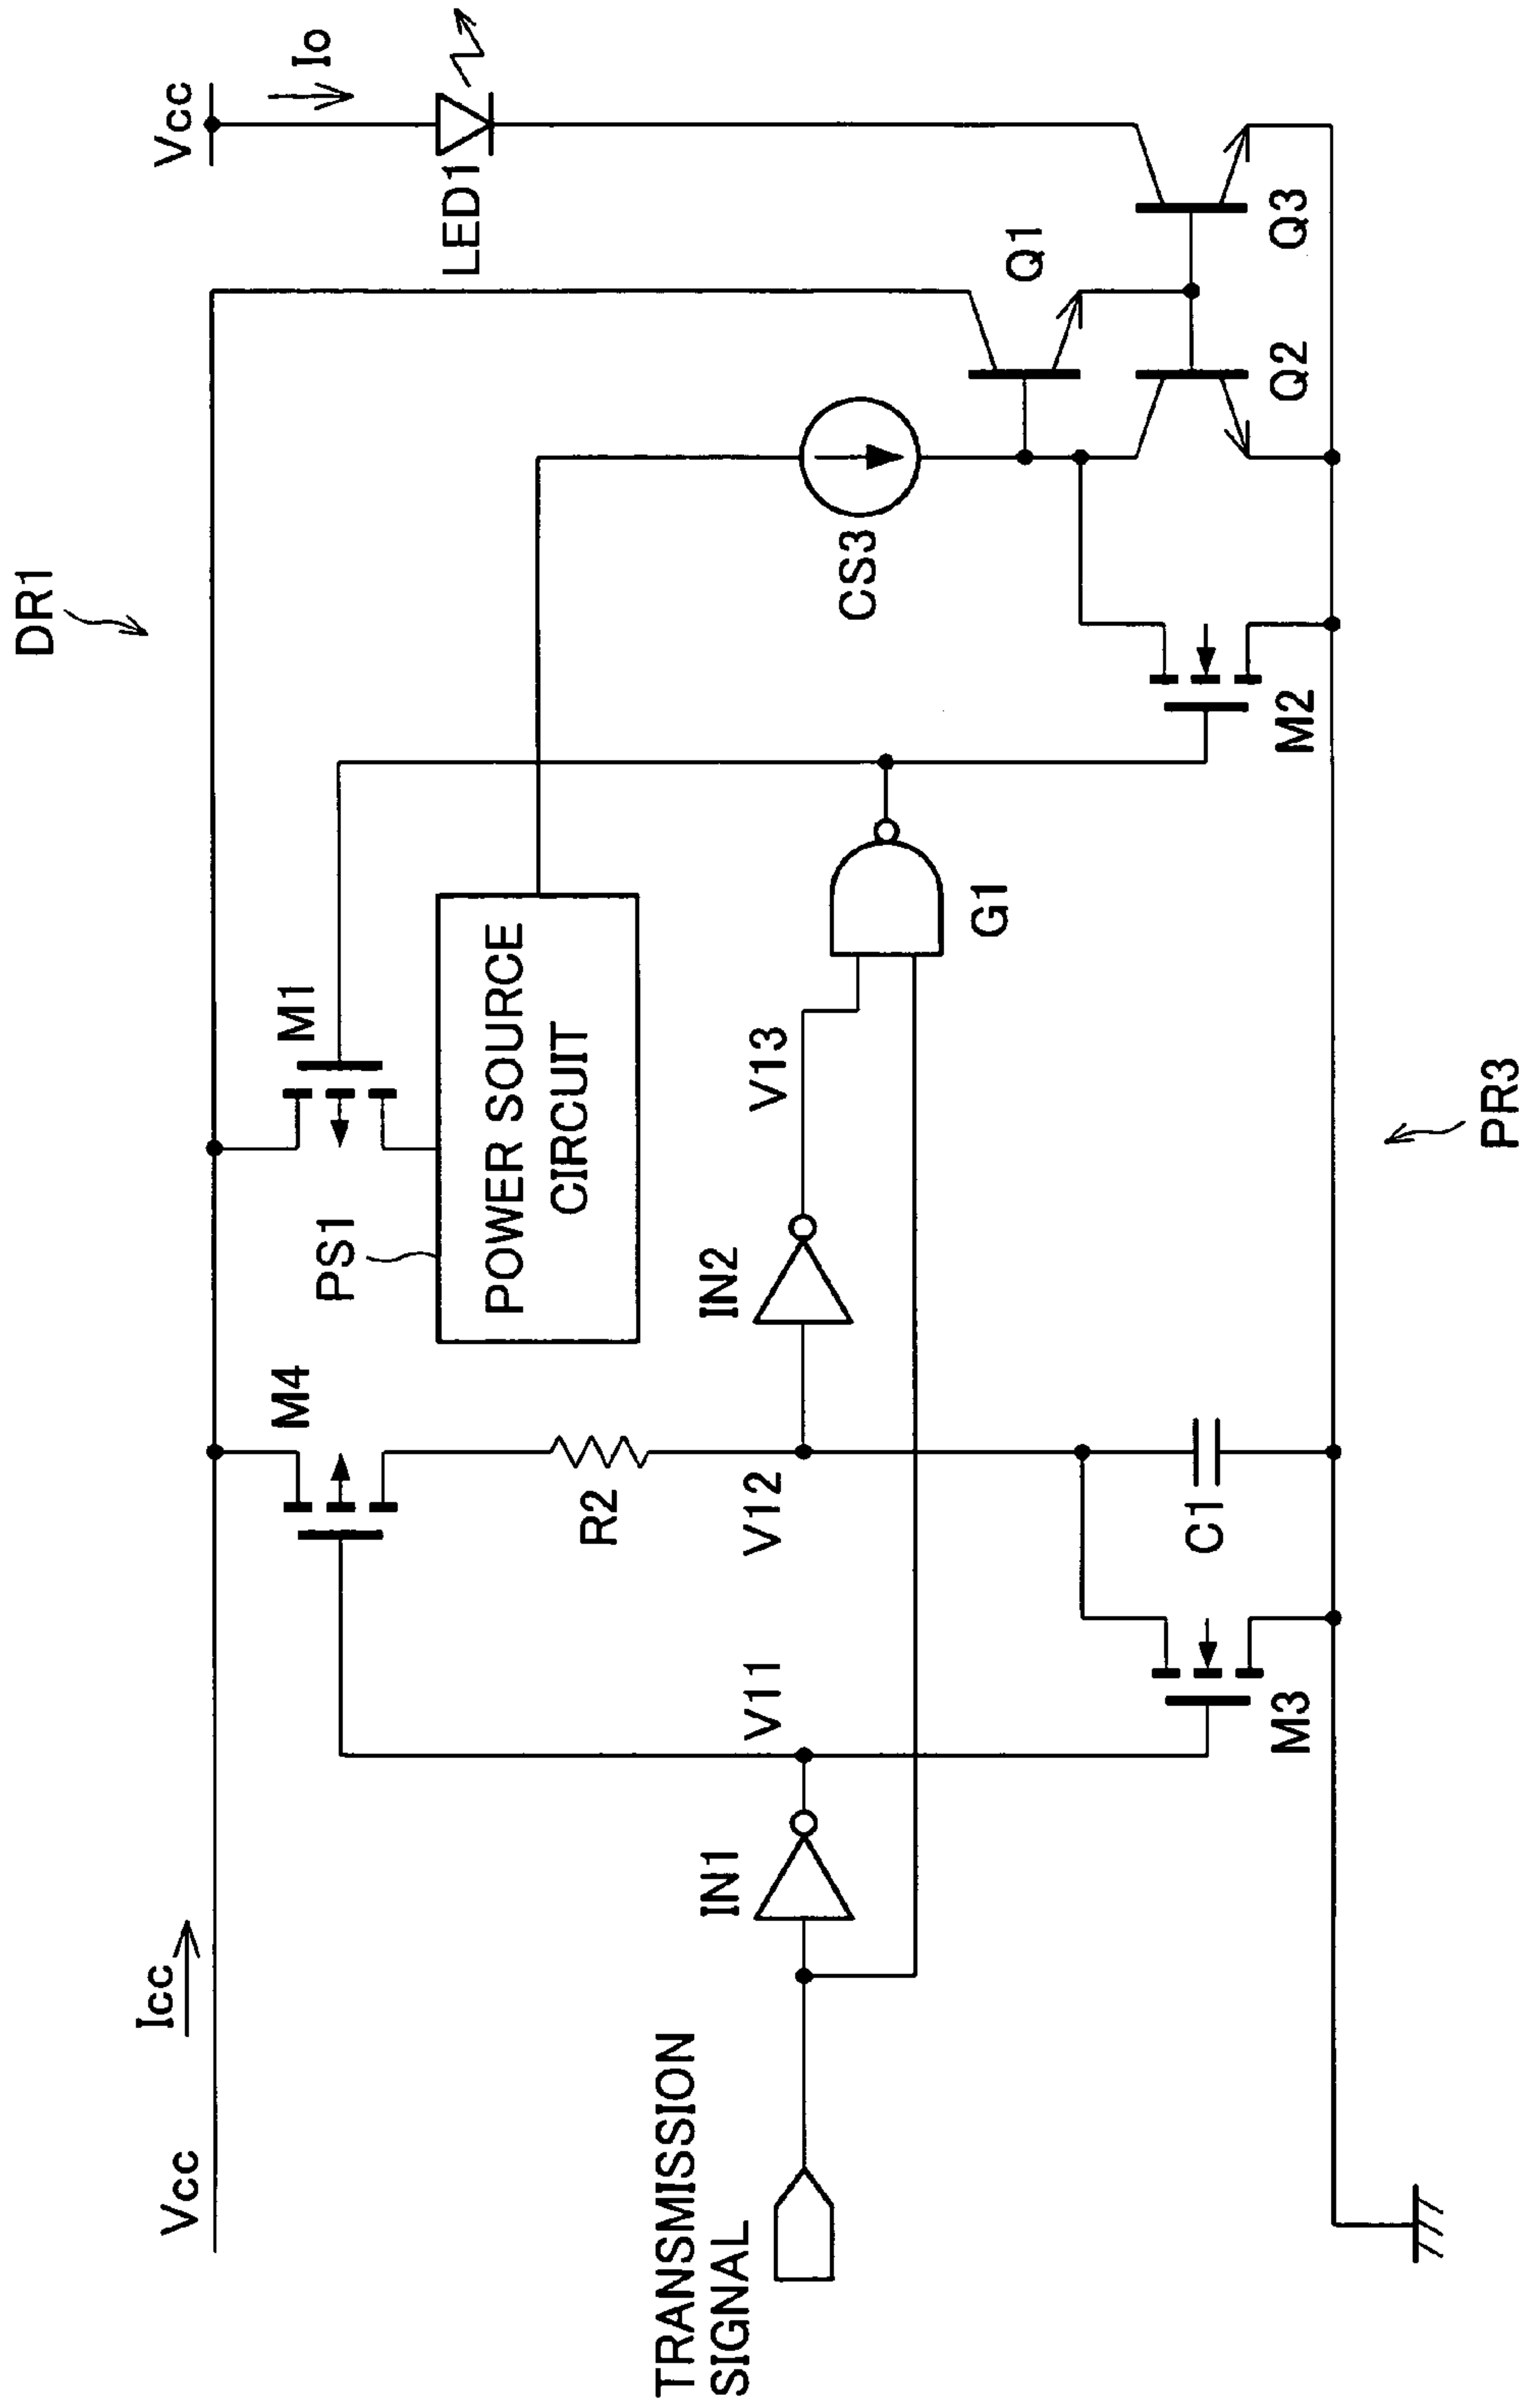 DR1
Vcc
Icc
Vcc
Io
M4
M1
PS1
POWER SOURCE
CIRCUIT
LED1
R2
TRANSMISSION
SIGNAL
IN1
V11
V12
IN2
V13
G1
CS3
Q1
M3
C1
M2
Q2
Q3
PR3